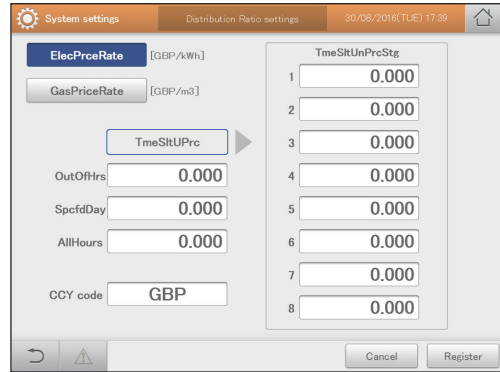 System settings Distribution Ratio settings 30/08/2016(TUE) 17:39
ElecPrceRate [GBP/kWh]
GasPriceRate [GBP/m3]
TmeSltUPrc
OutOfHrs 0.000
SpcfdDay 0.000
AllHours 0.000
CCY code GBP
TmeSltUnPrcStg
1 0.000
2 0.000
3 0.000
4 0.000
5 0.000
6 0.000
7 0.000
8 0.000
Cancel Register